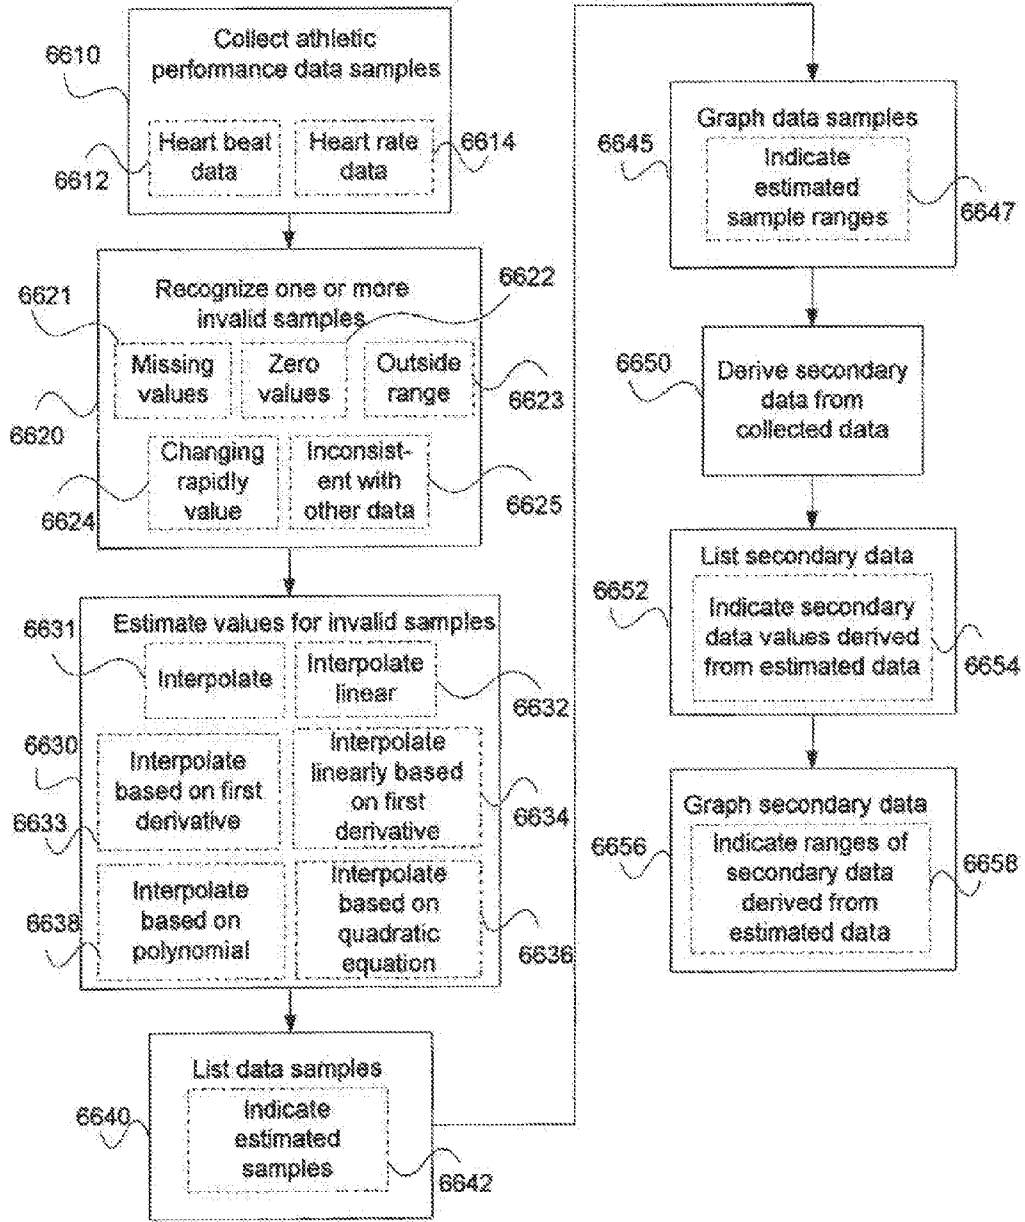 Collect athletic
performance data samples
6610
Heart beat
data
Heart rate
data
6614
6612
Recognize one or more
invalid samples
6621
6622
Missing
values
Zero
values
Outside
range
6623
6620
Changing
rapidly
value
Inconsist-
ent with
other data
6624
6625
Estimate values for invalid samples
6631
Interpolate
Interpolate
linear
6632
6630
Interpolate
based on first
derivative
Interpolate
linearly based
on first
derivative
6633
6634
Interpolate
based on
polynomial
Interpolate
based on
quadratic
equation
6638
6636
List data samples
Indicate
estimated
samples
6640
6642
Graph data samples
6645
Indicate
estimated
sample ranges
6647
6650
Derive secondary
data from
collected data
List secondary data
6652
Indicate secondary
data values derived
from estimated data
6654
Graph secondary data
6656
Indicate ranges of
secondary data
derived from
estimated data
6658